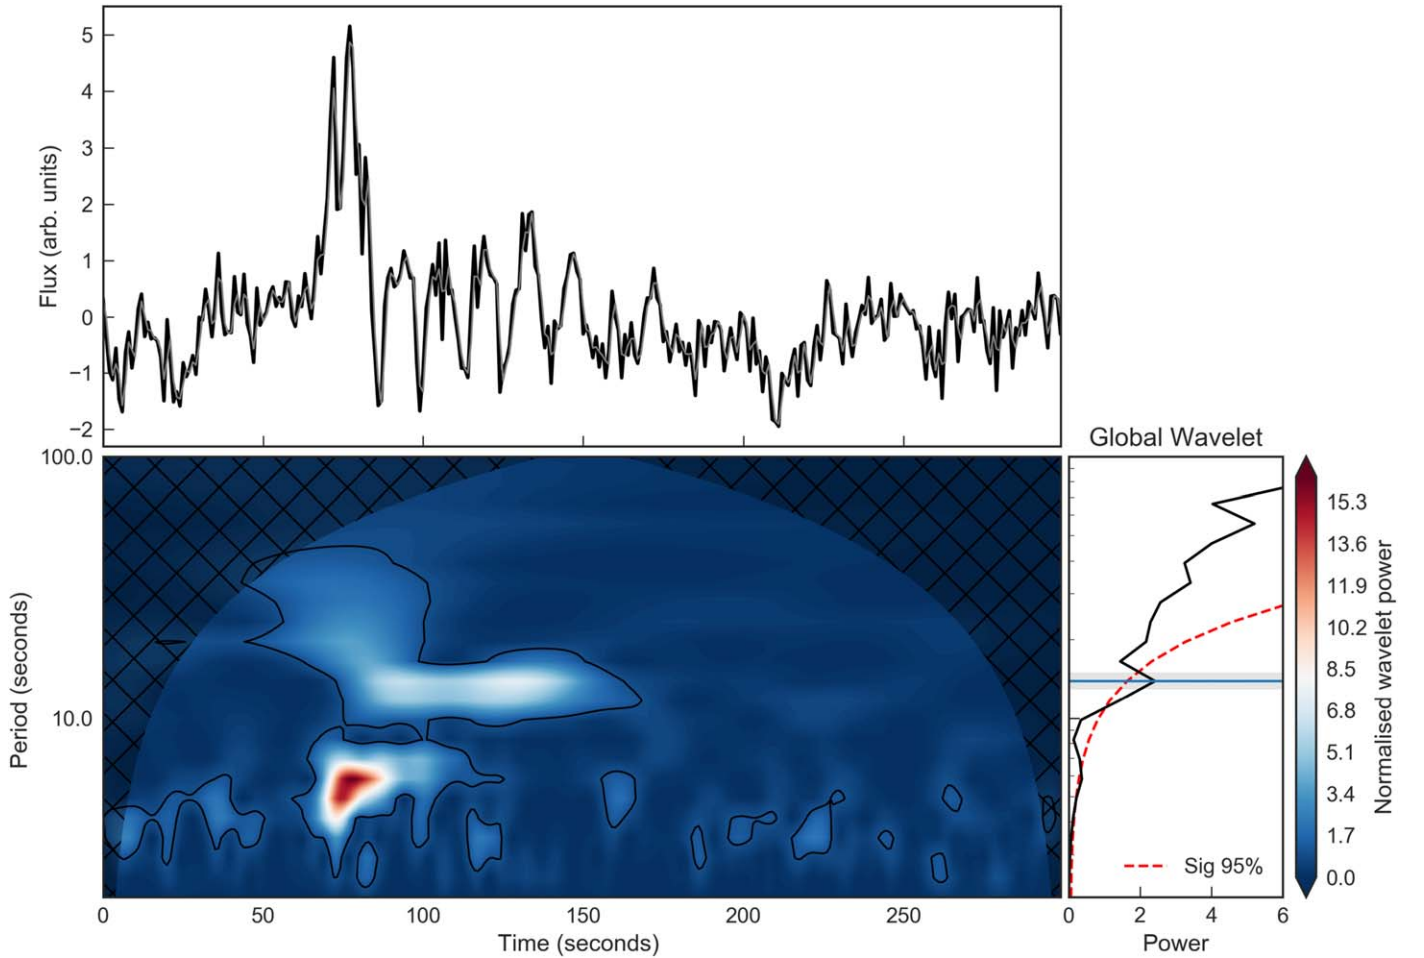 5
4
3
2
1
0
−1
−2
Flux (arb. units)
100.0
10.0
Period (seconds)
0 50 100 150 200 250
Time (seconds)
Global Wavelet
Sig 95%
0 2 4 6
Power
15.3
13.6
11.9
10.2
8.5
6.8
5.1
3.4
1.7
0.0
Normalised wavelet power